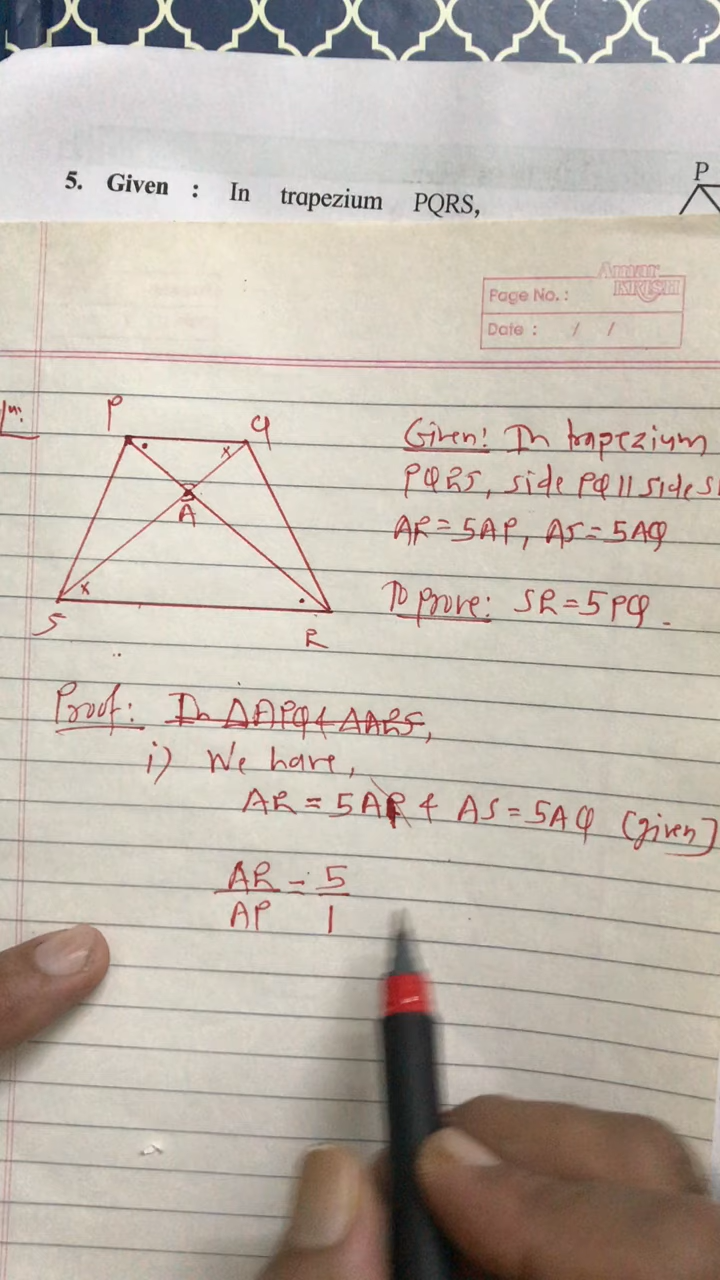 5. Given : In trapezium PQRS,
P
Amar
KRISH
Page No. :
Date : / /
P Q
Given: In trapezium
x
PQRS, side PQ || side S
A
AR = 5AP, AS = 5AQ
x
To prove: SR = 5PQ.
S R
Proof: In ΔAPQ & ΔARS,
i) We have,
AR = 5AP & AS = 5AQ (given)
AR = 5
AP 1